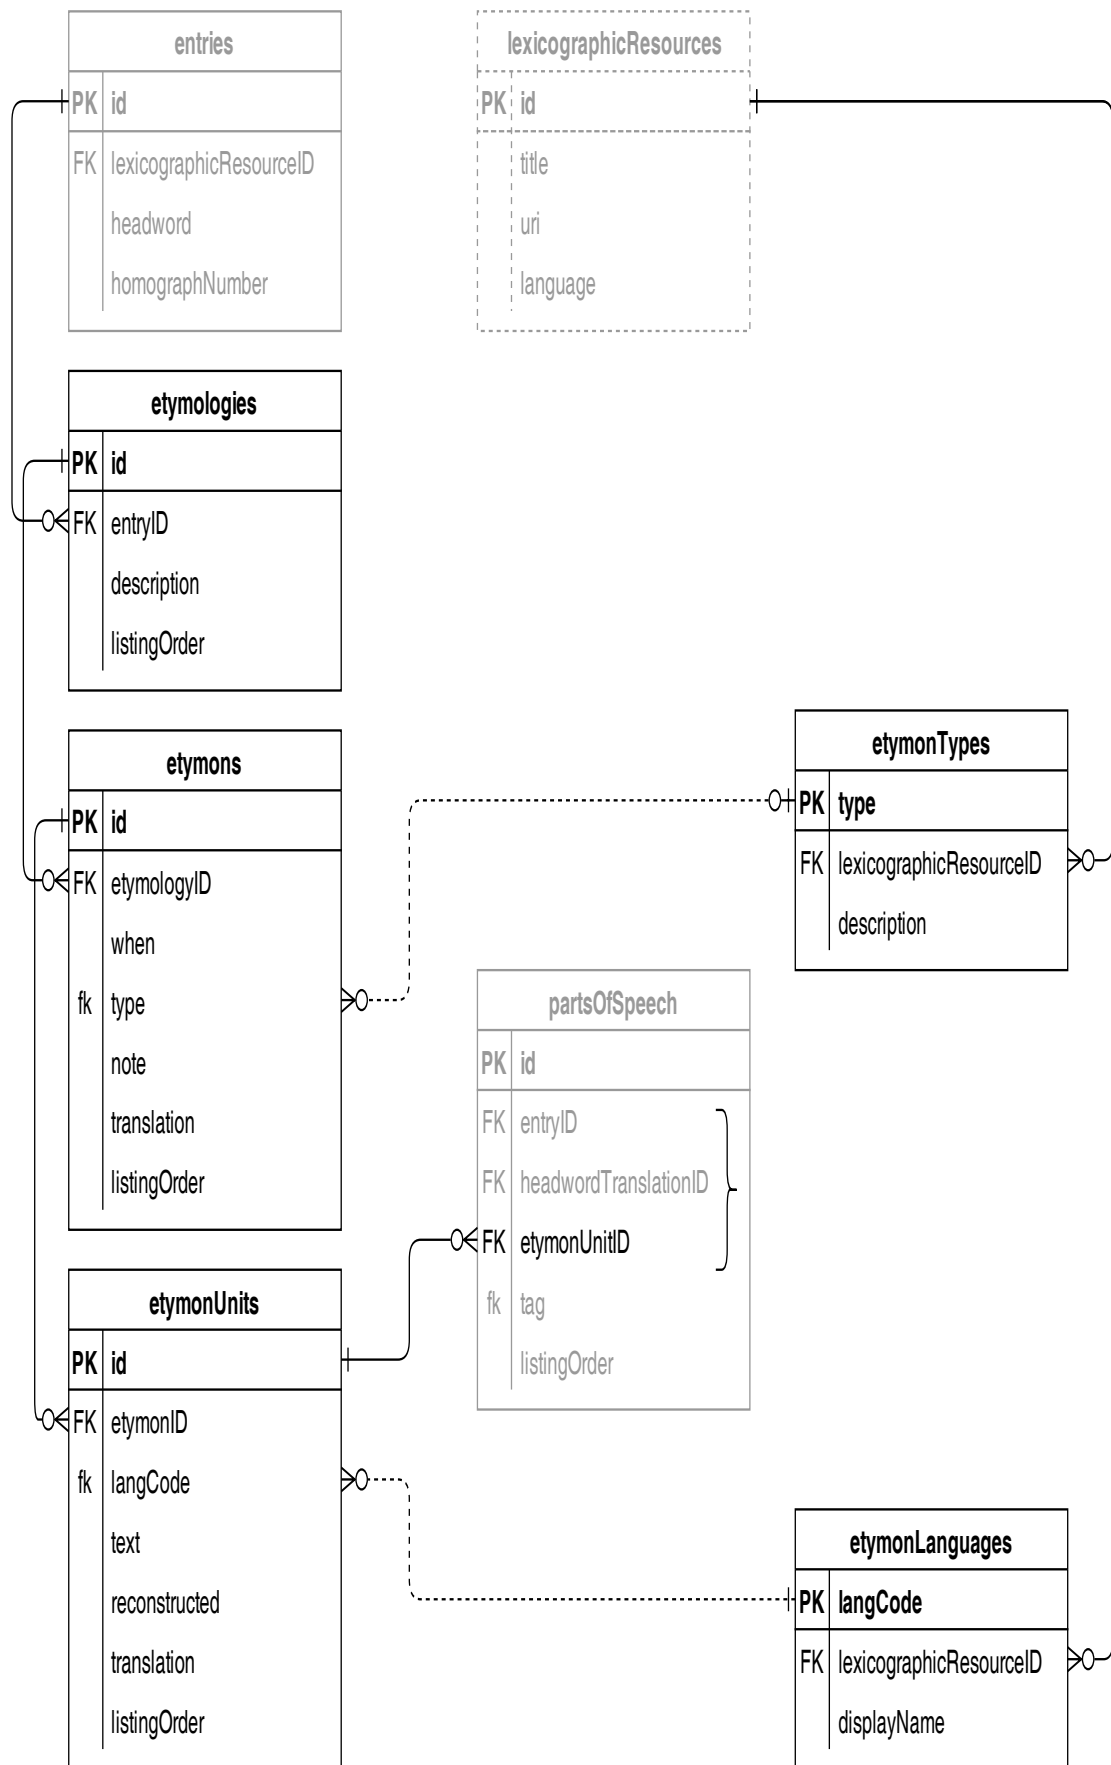 entries
PK id
FK lexicographicResourceID
headword
homographNumber
lexicographicResources
PK id
title
uri
language
etymologies
PK id
FK entryID
description
listingOrder
etymons
PK id
FK etymologyID
when
fk type
note
translation
listingOrder
etymonTypes
PK type
FK lexicographicResourceID
description
partsOfSpeech
PK id
FK entryID
FK headwordTranslationID
FK etymonUnitID
fk tag
listingOrder
etymonUnits
PK id
FK etymonID
fk langCode
text
reconstructed
translation
listingOrder
etymonLanguages
PK langCode
FK lexicographicResourceID
displayName